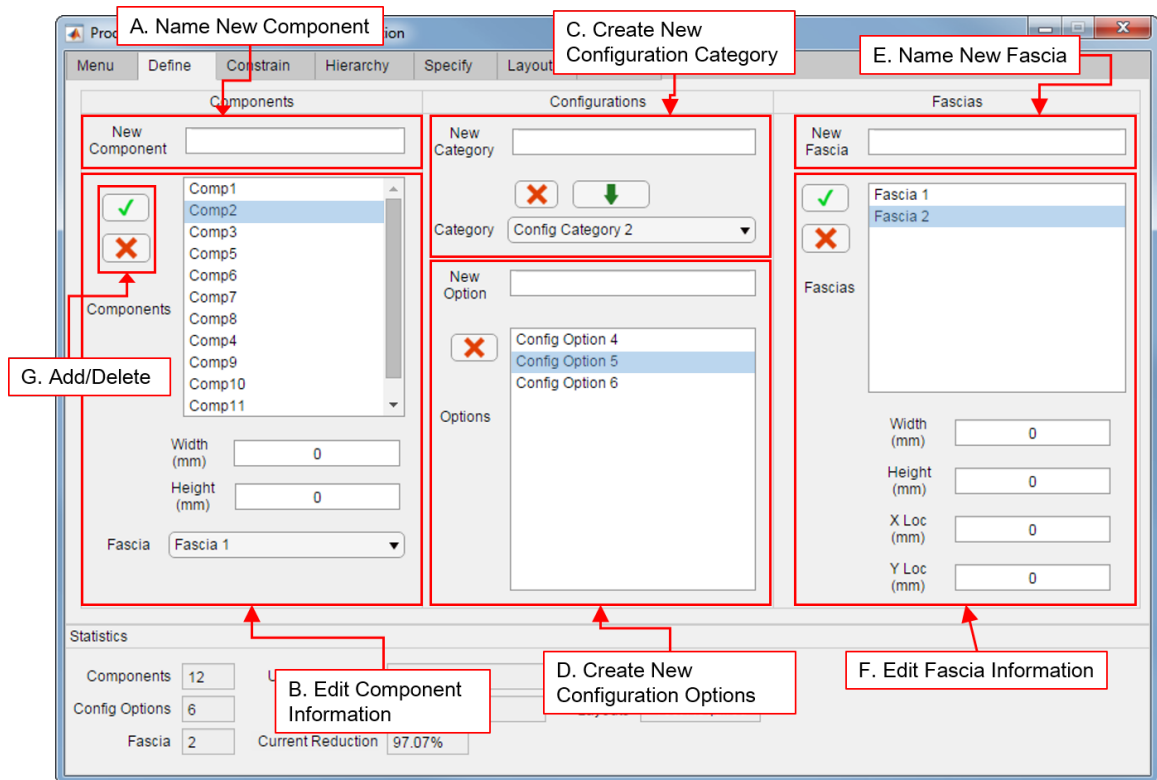 A. Name New Component
C. Create New
Configuration Category
E. Name New Fascia
Menu Define Constrain Hierarchy Specify
Components Configurations Fascias
New
Component
New
Category
New
Fascia
Comp1
Comp2
Comp3
Comp5
Comp6
Comp7
Comp8
Comp4
Comp9
Comp10
Comp11
Components
G. Add/Delete
Width
(mm)
0
Height
(mm)
0
Fascia Fascia 1
Category Config Category 2
New
Option
Config Option 4
Config Option 5
Config Option 6
Options
Fascia 1
Fascia 2
Fascias
Width
(mm)
0
Height
(mm)
0
X Loc
(mm)
0
Y Loc
(mm)
0
Statistics
Components 12
Config Options 6
Fascia 2 Current Reduction 97.07%
B. Edit Component
Information
D. Create New
Configuration Options
F. Edit Fascia Information